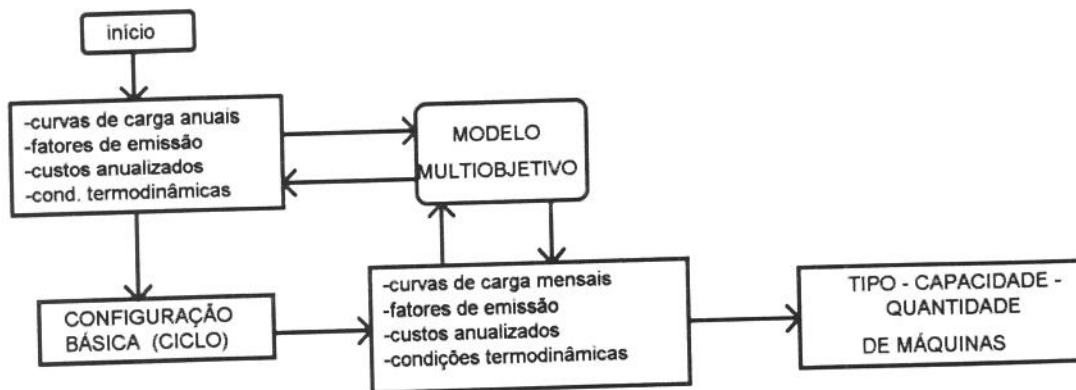 início
-curvas de carga anuais
-fatores de emissão
-custos anualizados
-cond. termodinâmicas
MODELO
MULTIOBJETIVO
CONFIGURAÇÃO
BÁSICA (CICLO)
-curvas de carga mensais
-fatores de emissão
-custos anualizados
-condições termodinâmicas
TIPO - CAPACIDADE -
QUANTIDADE
DE MÁQUINAS